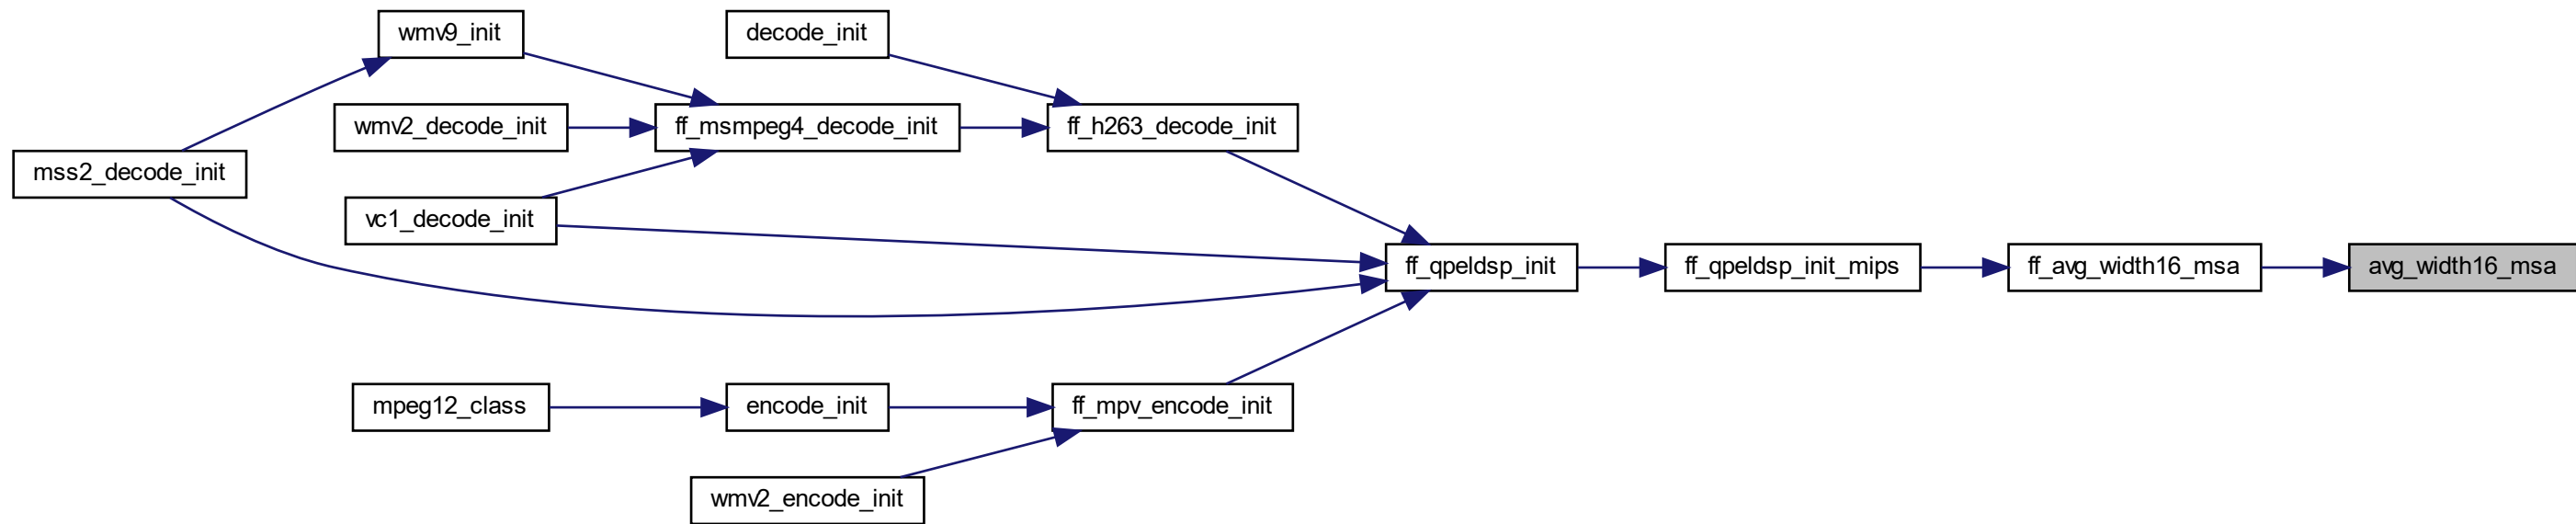 wmv9_init
decode_init
wmv2_decode_init
ff_msmpeg4_decode_init
ff_h263_decode_init
mss2_decode_init
vc1_decode_init
ff_qpeldsp_init
ff_qpeldsp_init_mips
ff_avg_width16_msa
avg_width16_msa
mpeg12_class
encode_init
ff_mpv_encode_init
wmv2_encode_init